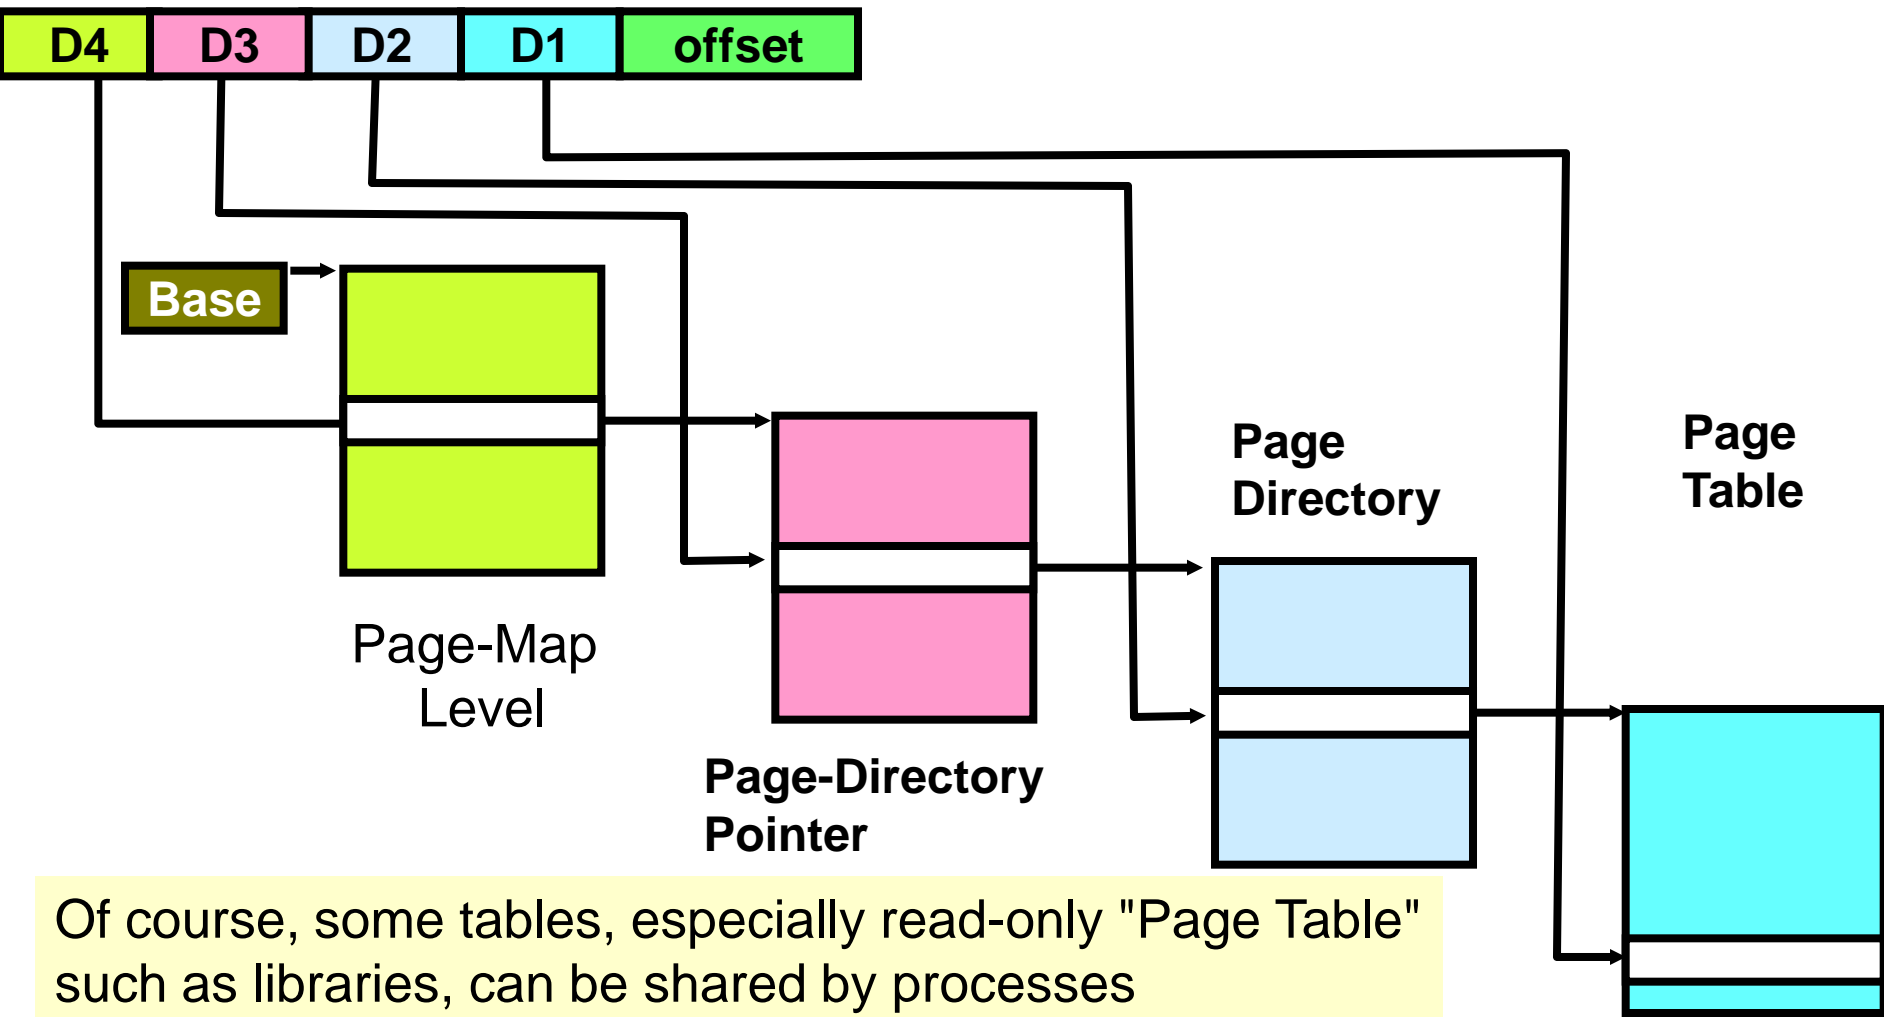 D4 D3 D2 D1 offset
Base
Page
Table
Page
Directory
Page-Map
Level
Page-Directory
Pointer
Of course, some tables, especially read-only "Page Table"
such as libraries, can be shared by processes